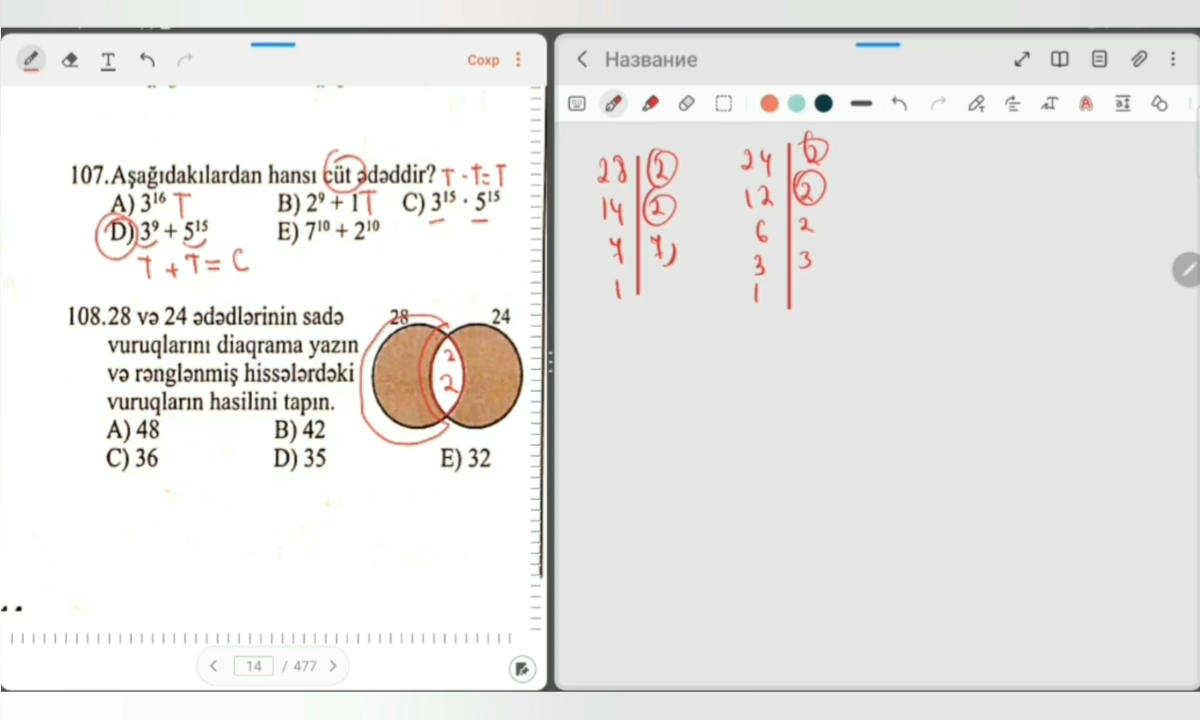 Сохр
Название
107.Aşağıdakılardan hansı cüt ədəddir? T · T = T
A) 3¹⁶ T B) 2⁹ + 1 T C) 3¹⁵ · 5¹⁵
D) 3⁹ + 5¹⁵ E) 7¹⁰ + 2¹⁰
T + T = C
108.28 və 24 ədədlərinin sadə
vuruqlarını diaqrama yazın
və rənglənmiş hissələrdəki
vuruqların hasilini tapın.
28 24
2
2
A) 48 B) 42
C) 36 D) 35 E) 32
14 / 477
28 2
14 2
7 7
1
24 2
12 2
6 2
3 3
1